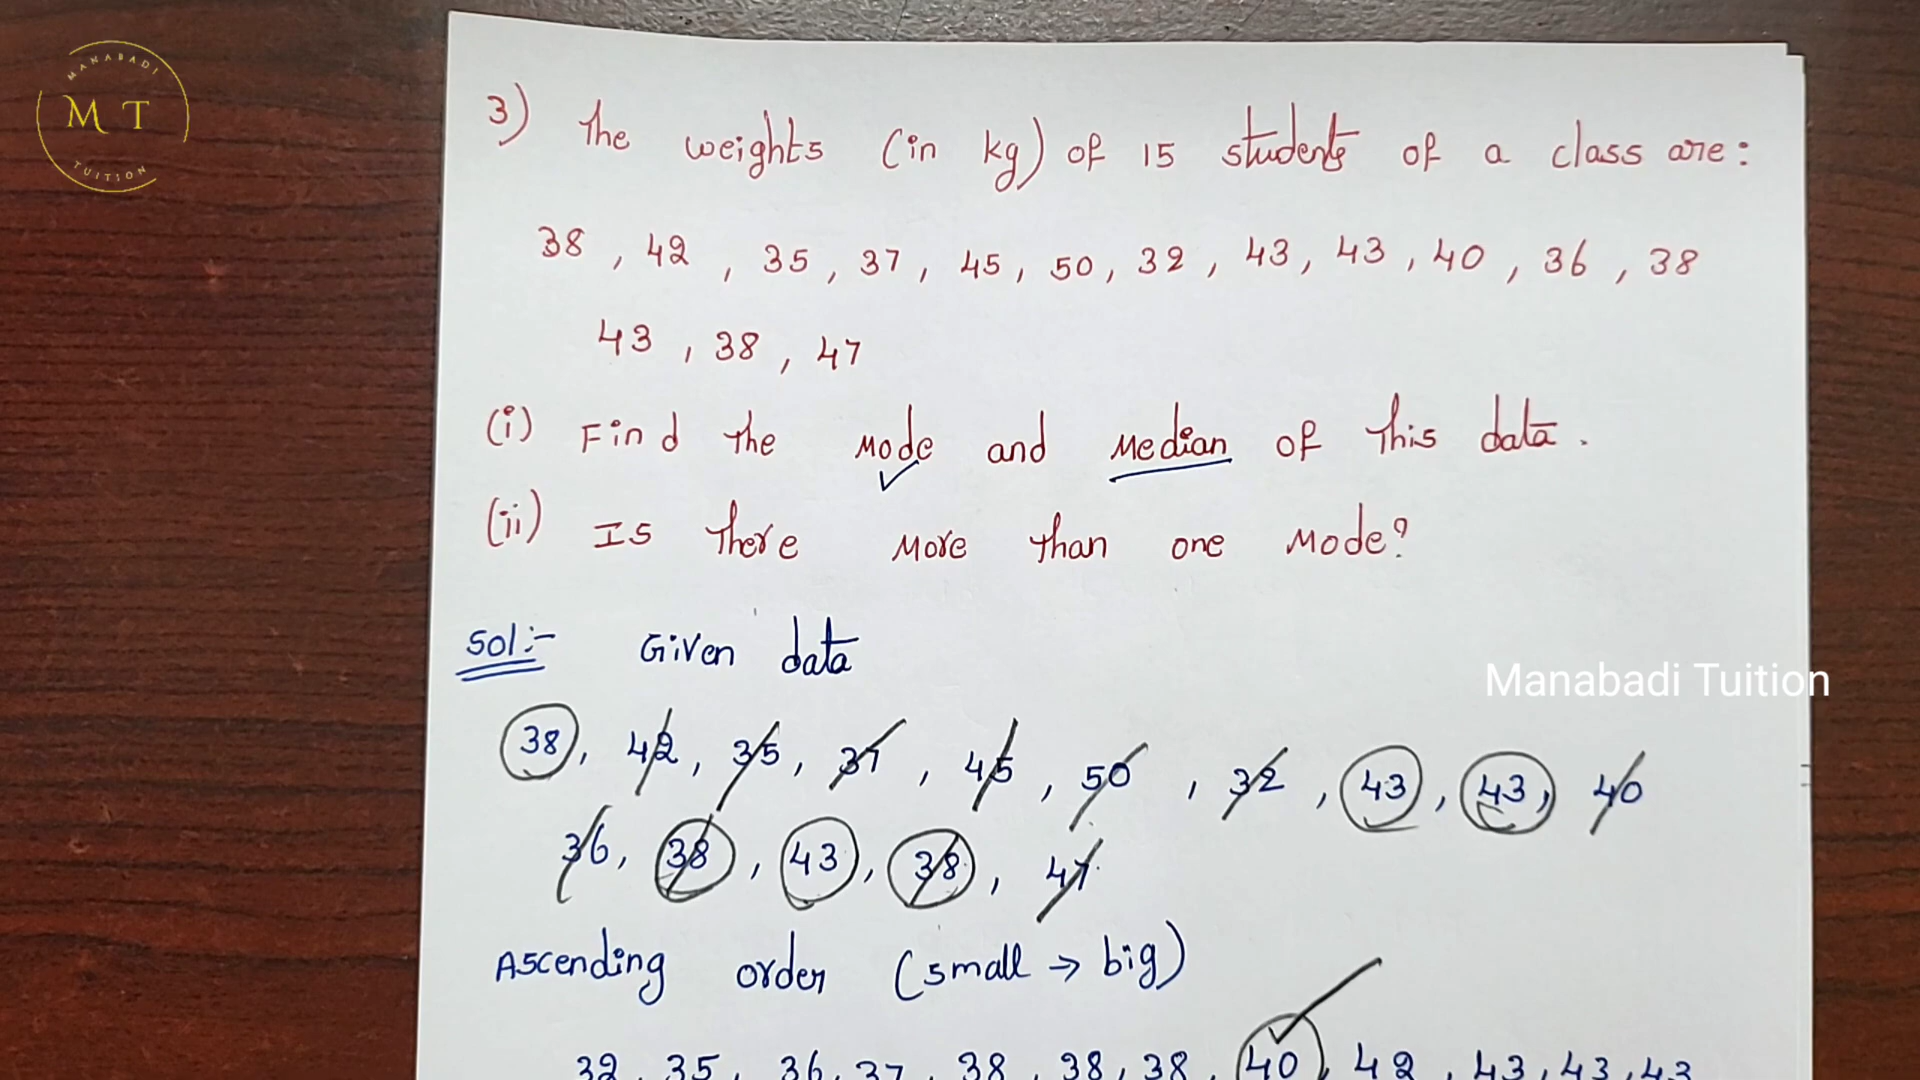 MANABADI
MT
TUITION
3) The weights (in kg) of 15 students of a class are:
38, 42, 35, 37, 45, 50, 32, 43, 43, 40, 36, 38
43, 38, 47
(i) Find the Mode and Median of this data.
(ii) Is there more than one Mode?
Sol:- Given data
Manabadi Tuition
38, 42, 35, 37, 45, 50, 32, 43, 43, 40
36, 38, 43, 38, 47
Ascending order (small → big)
32, 35, 36, 37, 38, 38, 38, 40, 42, 43, 43, 43